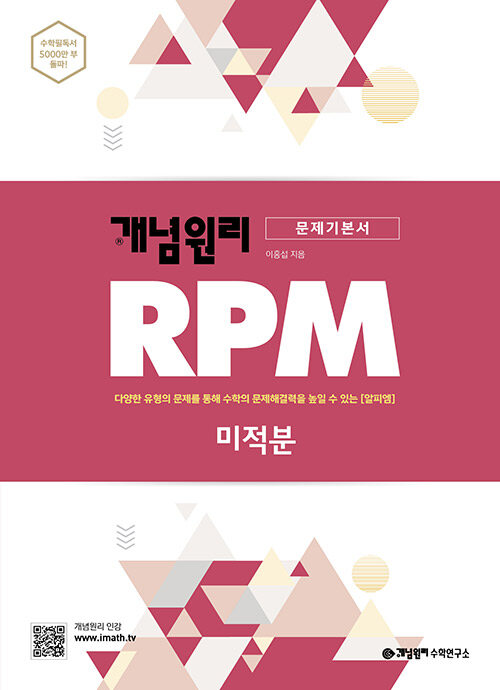 수학필독서
5000만 부
돌파!
개념원리
®
문제기본서
이홍섭 지음
RPM
다양한 유형의 문제를 통해 수학의 문제해결력을 높일 수 있는 [알피엠]
미적분
개념원리 인강
www.imath.tv
개념원리 수학연구소